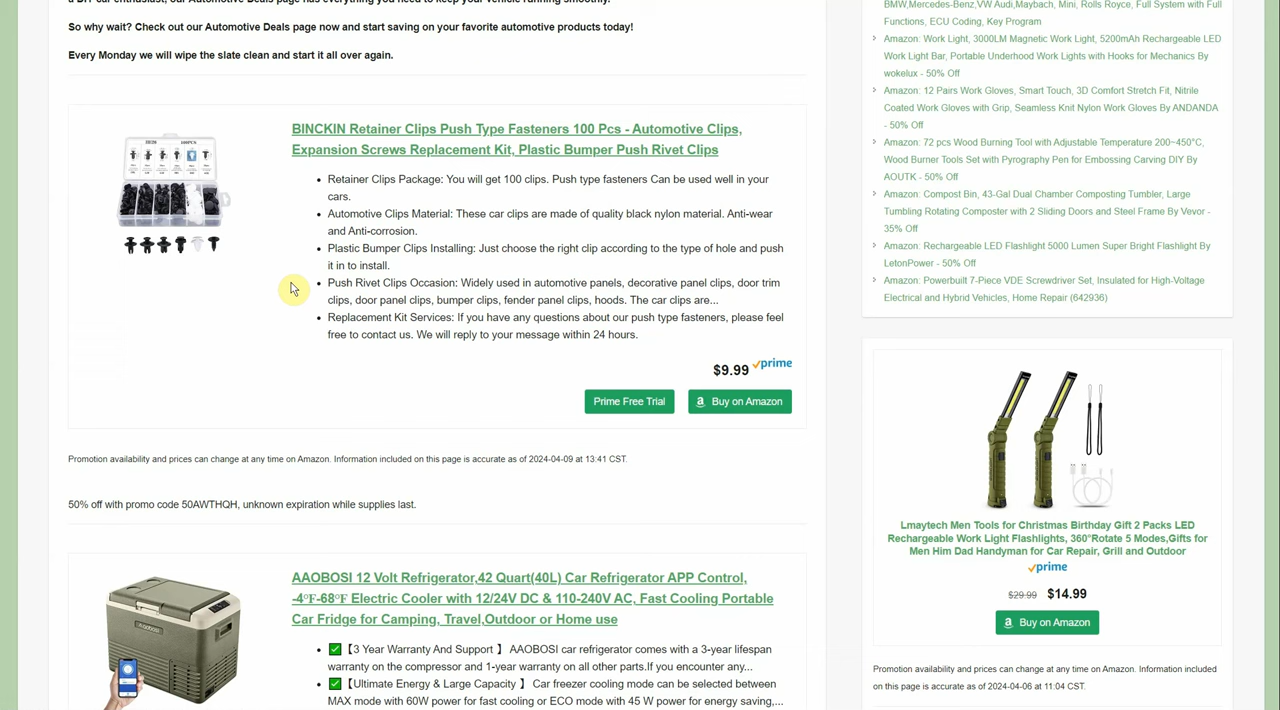 a DIY car enthusiast, our Automotive Deals page has everything you need to keep your vehicle running smoothly!
So why wait? Check out our Automotive Deals page now and start saving on your favorite automotive products today!
Every Monday we will wipe the slate clean and start it all over again.
BINCKIN Retainer Clips Push Type Fasteners 100 Pcs - Automotive Clips,
Expansion Screws Replacement Kit, Plastic Bumper Push Rivet Clips
• Retainer Clips Package: You will get 100 clips. Push type fasteners Can be used well in your
cars.
• Automotive Clips Material: These car clips are made of quality black nylon material. Anti-wear
and Anti-corrosion.
• Plastic Bumper Clips Installing: Just choose the right clip according to the type of hole and push
it in to install.
• Push Rivet Clips Occasion: Widely used in automotive panels, decorative panel clips, door trim
clips, door panel clips, bumper clips, fender panel clips, hoods. The car clips are...
• Replacement Kit Services: If you have any questions about our push type fasteners, please feel
free to contact us. We will reply to your message within 24 hours.
$9.99 prime
Prime Free Trial
Buy on Amazon
Promotion availability and prices can change at any time on Amazon. Information included on this page is accurate as of 2024-04-09 at 13:41 CST.
50% off with promo code 50AWTHQH, unknown expiration while supplies last.
AAOBOSI 12 Volt Refrigerator,42 Quart(40L) Car Refrigerator APP Control,
-4℉-68℉ Electric Cooler with 12/24V DC & 110-240V AC, Fast Cooling Portable
Car Fridge for Camping, Travel,Outdoor or Home use
• ✅【3 Year Warranty And Support 】 AAOBOSI car refrigerator comes with a 3-year lifespan
warranty on the compressor and 1-year warranty on all other parts.If you encounter any...
• ✅【Ultimate Energy & Large Capacity 】 Car freezer cooling mode can be selected between
MAX mode with 60W power for fast cooling or ECO mode with 45 W power for energy saving,...
BMW,Mercedes-Benz,VW Audi,Maybach, Mini, Rolls Royce, Full System with Full
Functions, ECU Coding, Key Program
Amazon: Work Light, 3000LM Magnetic Work Light, 5200mAh Rechargeable LED
Work Light Bar, Portable Underhood Work Lights with Hooks for Mechanics By
wokelux - 50% Off
Amazon: 12 Pairs Work Gloves, Smart Touch, 3D Comfort Stretch Fit, Nitrile
Coated Work Gloves with Grip, Seamless Knit Nylon Work Gloves By ANDANDA
- 50% Off
Amazon: 72 pcs Wood Burning Tool with Adjustable Temperature 200~450°C,
Wood Burner Tools Set with Pyrography Pen for Embossing Carving DIY By
AOUTK - 50% Off
Amazon: Compost Bin, 43-Gal Dual Chamber Composting Tumbler, Large
Tumbling Rotating Composter with 2 Sliding Doors and Steel Frame By Vevor -
35% Off
Amazon: Rechargeable LED Flashlight 5000 Lumen Super Bright Flashlight By
LetonPower - 50% Off
Amazon: Powerbuilt 7-Piece VDE Screwdriver Set, Insulated for High-Voltage
Electrical and Hybrid Vehicles, Home Repair (642936)
Lmaytech Men Tools for Christmas Birthday Gift 2 Packs LED
Rechargeable Work Light Flashlights, 360°Rotate 5 Modes,Gifts for
Men Him Dad Handyman for Car Repair, Grill and Outdoor
prime
$29.99 $14.99
Buy on Amazon
Promotion availability and prices can change at any time on Amazon. Information included
on this page is accurate as of 2024-04-06 at 11:04 CST.